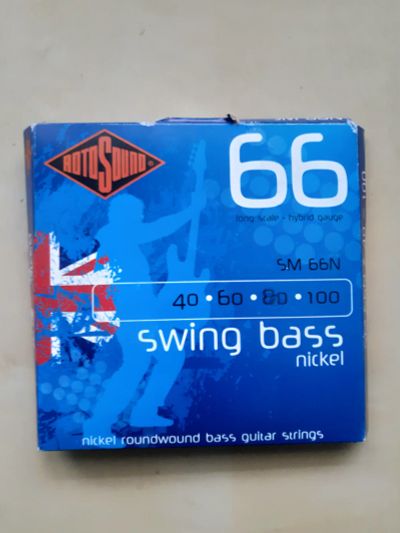 ROTOSOUND
66
long scale - hybrid gauge
SM 66N
40 • 60 • 80 • 100
swing bass
nickel
nickel roundwound bass guitar strings